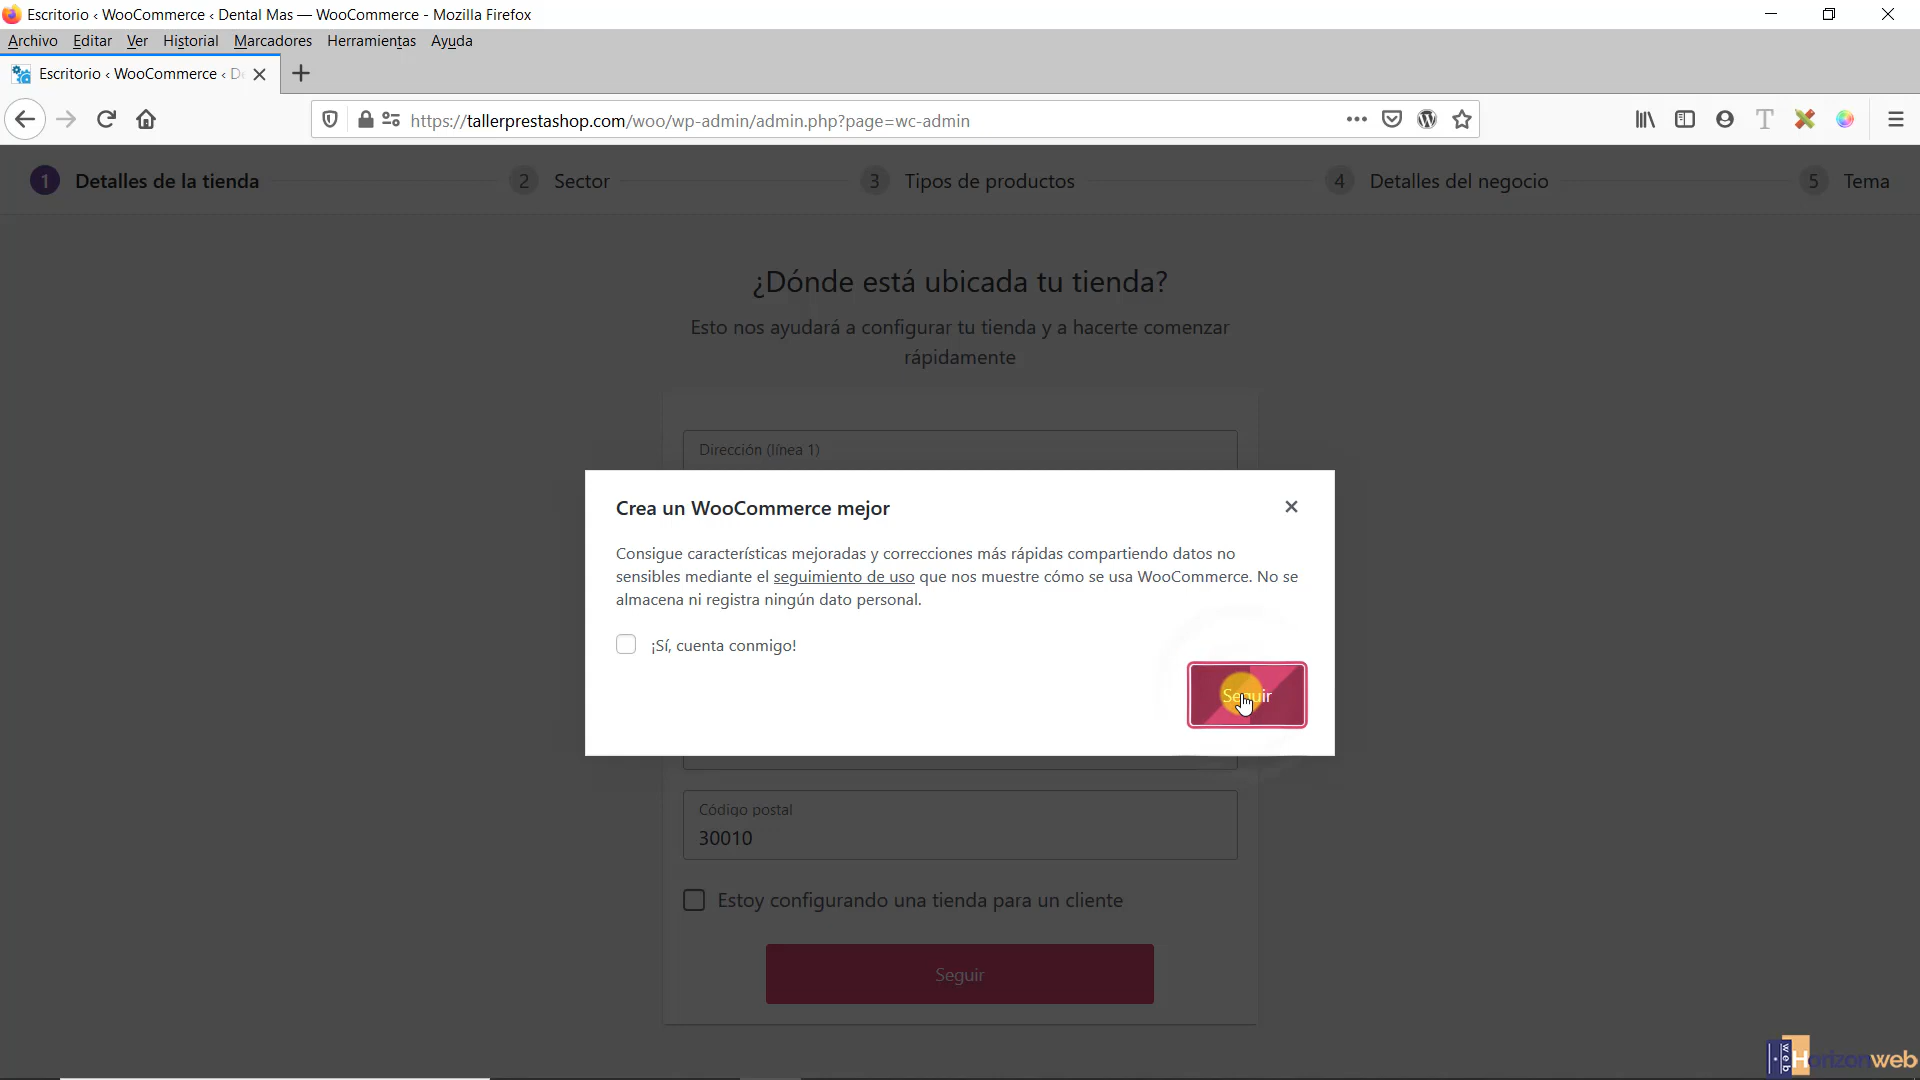 Escritorio ‹ WooCommerce ‹ Dental Mas — WooCommerce - Mozilla Firefox
Archivo Editar Ver Historial Marcadores Herramientas Ayuda
Escritorio ‹ WooCommerce ‹ De
https://tallerprestashop.com/woo/wp-admin/admin.php?page=wc-admin
1 Detalles de la tienda 2 Sector 3 Tipos de productos 4 Detalles del negocio 5 Tema
¿Dónde está ubicada tu tienda?
Esto nos ayudará a configurar tu tienda y a hacerte comenzar
rápidamente
Dirección (línea 1)
Crea un WooCommerce mejor
Consigue características mejoradas y correcciones más rápidas compartiendo datos no
sensibles mediante el seguimiento de uso que nos muestre cómo se usa WooCommerce. No se
almacena ni registra ningún dato personal.
¡Sí, cuenta conmigo!
Seguir
Código postal
30010
Estoy configurando una tienda para un cliente
Seguir
web Horizonweb